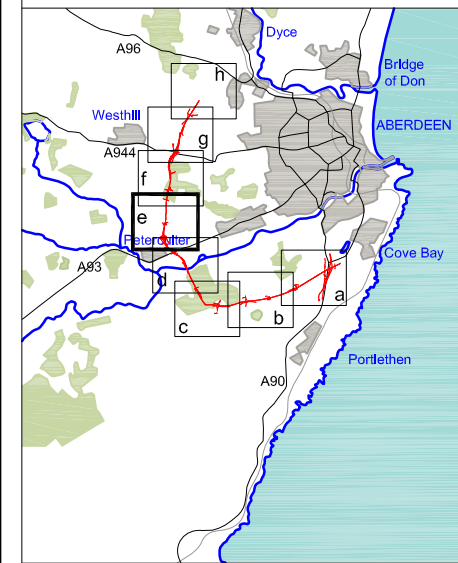 Dyce
A96
Bridge
of Don
h
Westhill
ABERDEEN
g
A944
f
e
Peterculter
Cove Bay
A93
d
a
c
b
Portlethen
A90